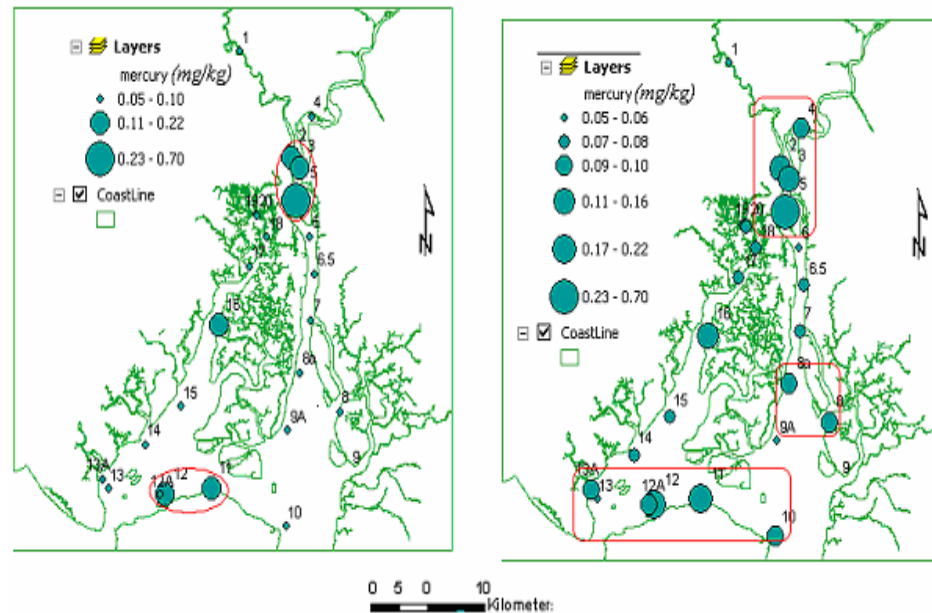 Layers
mercury (mg/kg)
0.05 - 0.10
0.11 - 0.22
0.23 - 0.70
CoastLine
N
1
4
2
3
5
18
6
6.5
16
7
8a
15
8
9A
14
9
13A
13
12A
12
11
10
Layers
mercury (mg/kg)
0.05 - 0.06
0.07 - 0.08
0.09 - 0.10
0.11 - 0.16
0.17 - 0.22
0.23 - 0.70
CoastLine
N
1
4
2
3
5
18
6
6.5
16
7
8a
15
9A
14
9
13A
13
12A
12
11
10
0 5 0 10
Kilometer: